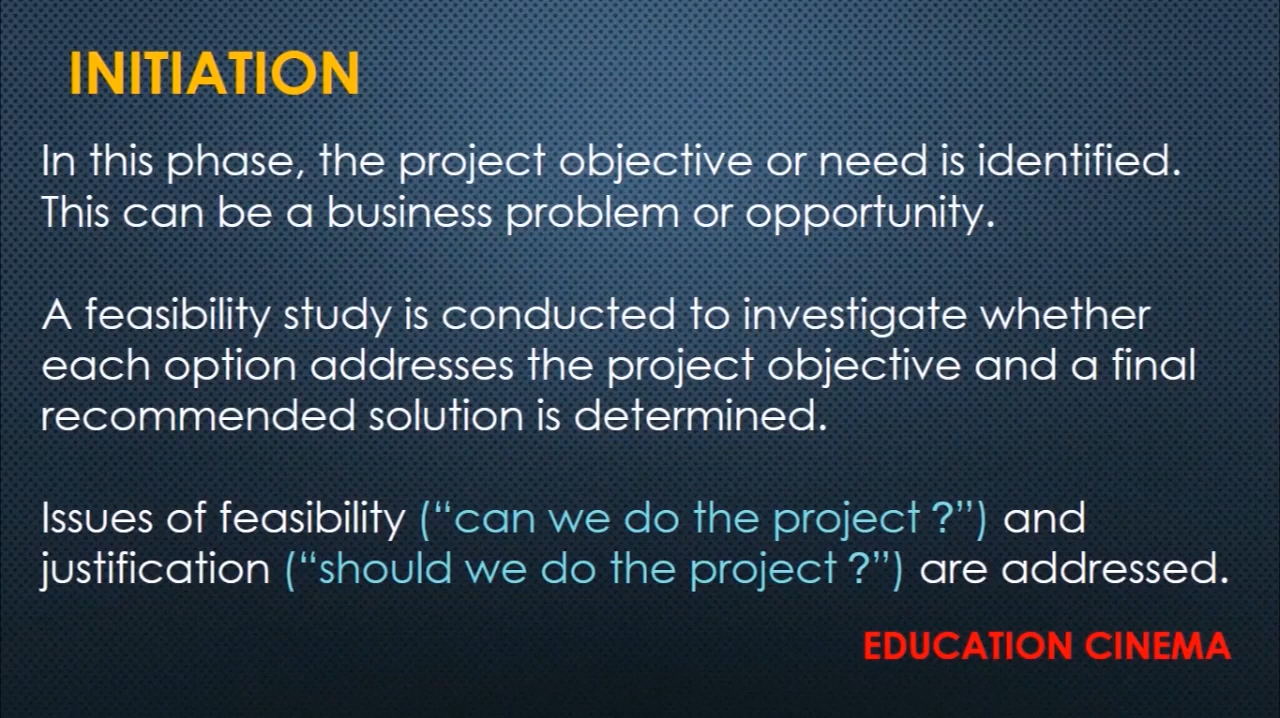 INITIATION
In this phase, the project objective or need is identified.
This can be a business problem or opportunity.
A feasibility study is conducted to investigate whether
each option addresses the project objective and a final
recommended solution is determined.
Issues of feasibility (“can we do the project ?”) and
justification (“should we do the project ?”) are addressed.
EDUCATION CINEMA